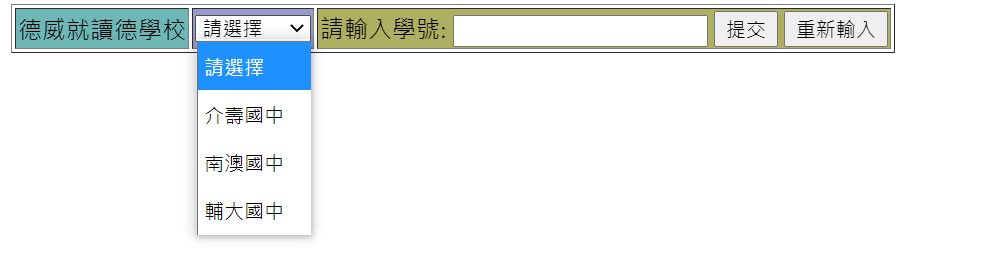 德威就讀德學校 請選擇 請輸入學號: 提交 重新輸入
請選擇
介壽國中
南澳國中
輔大國中